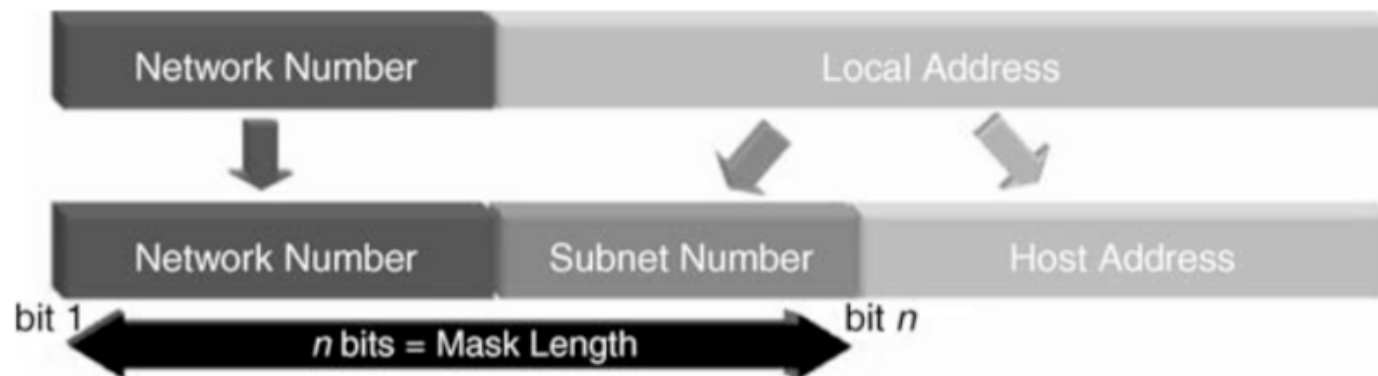 Network Number Local Address
Network Number Subnet Number Host Address
bit 1 bit n
n bits = Mask Length